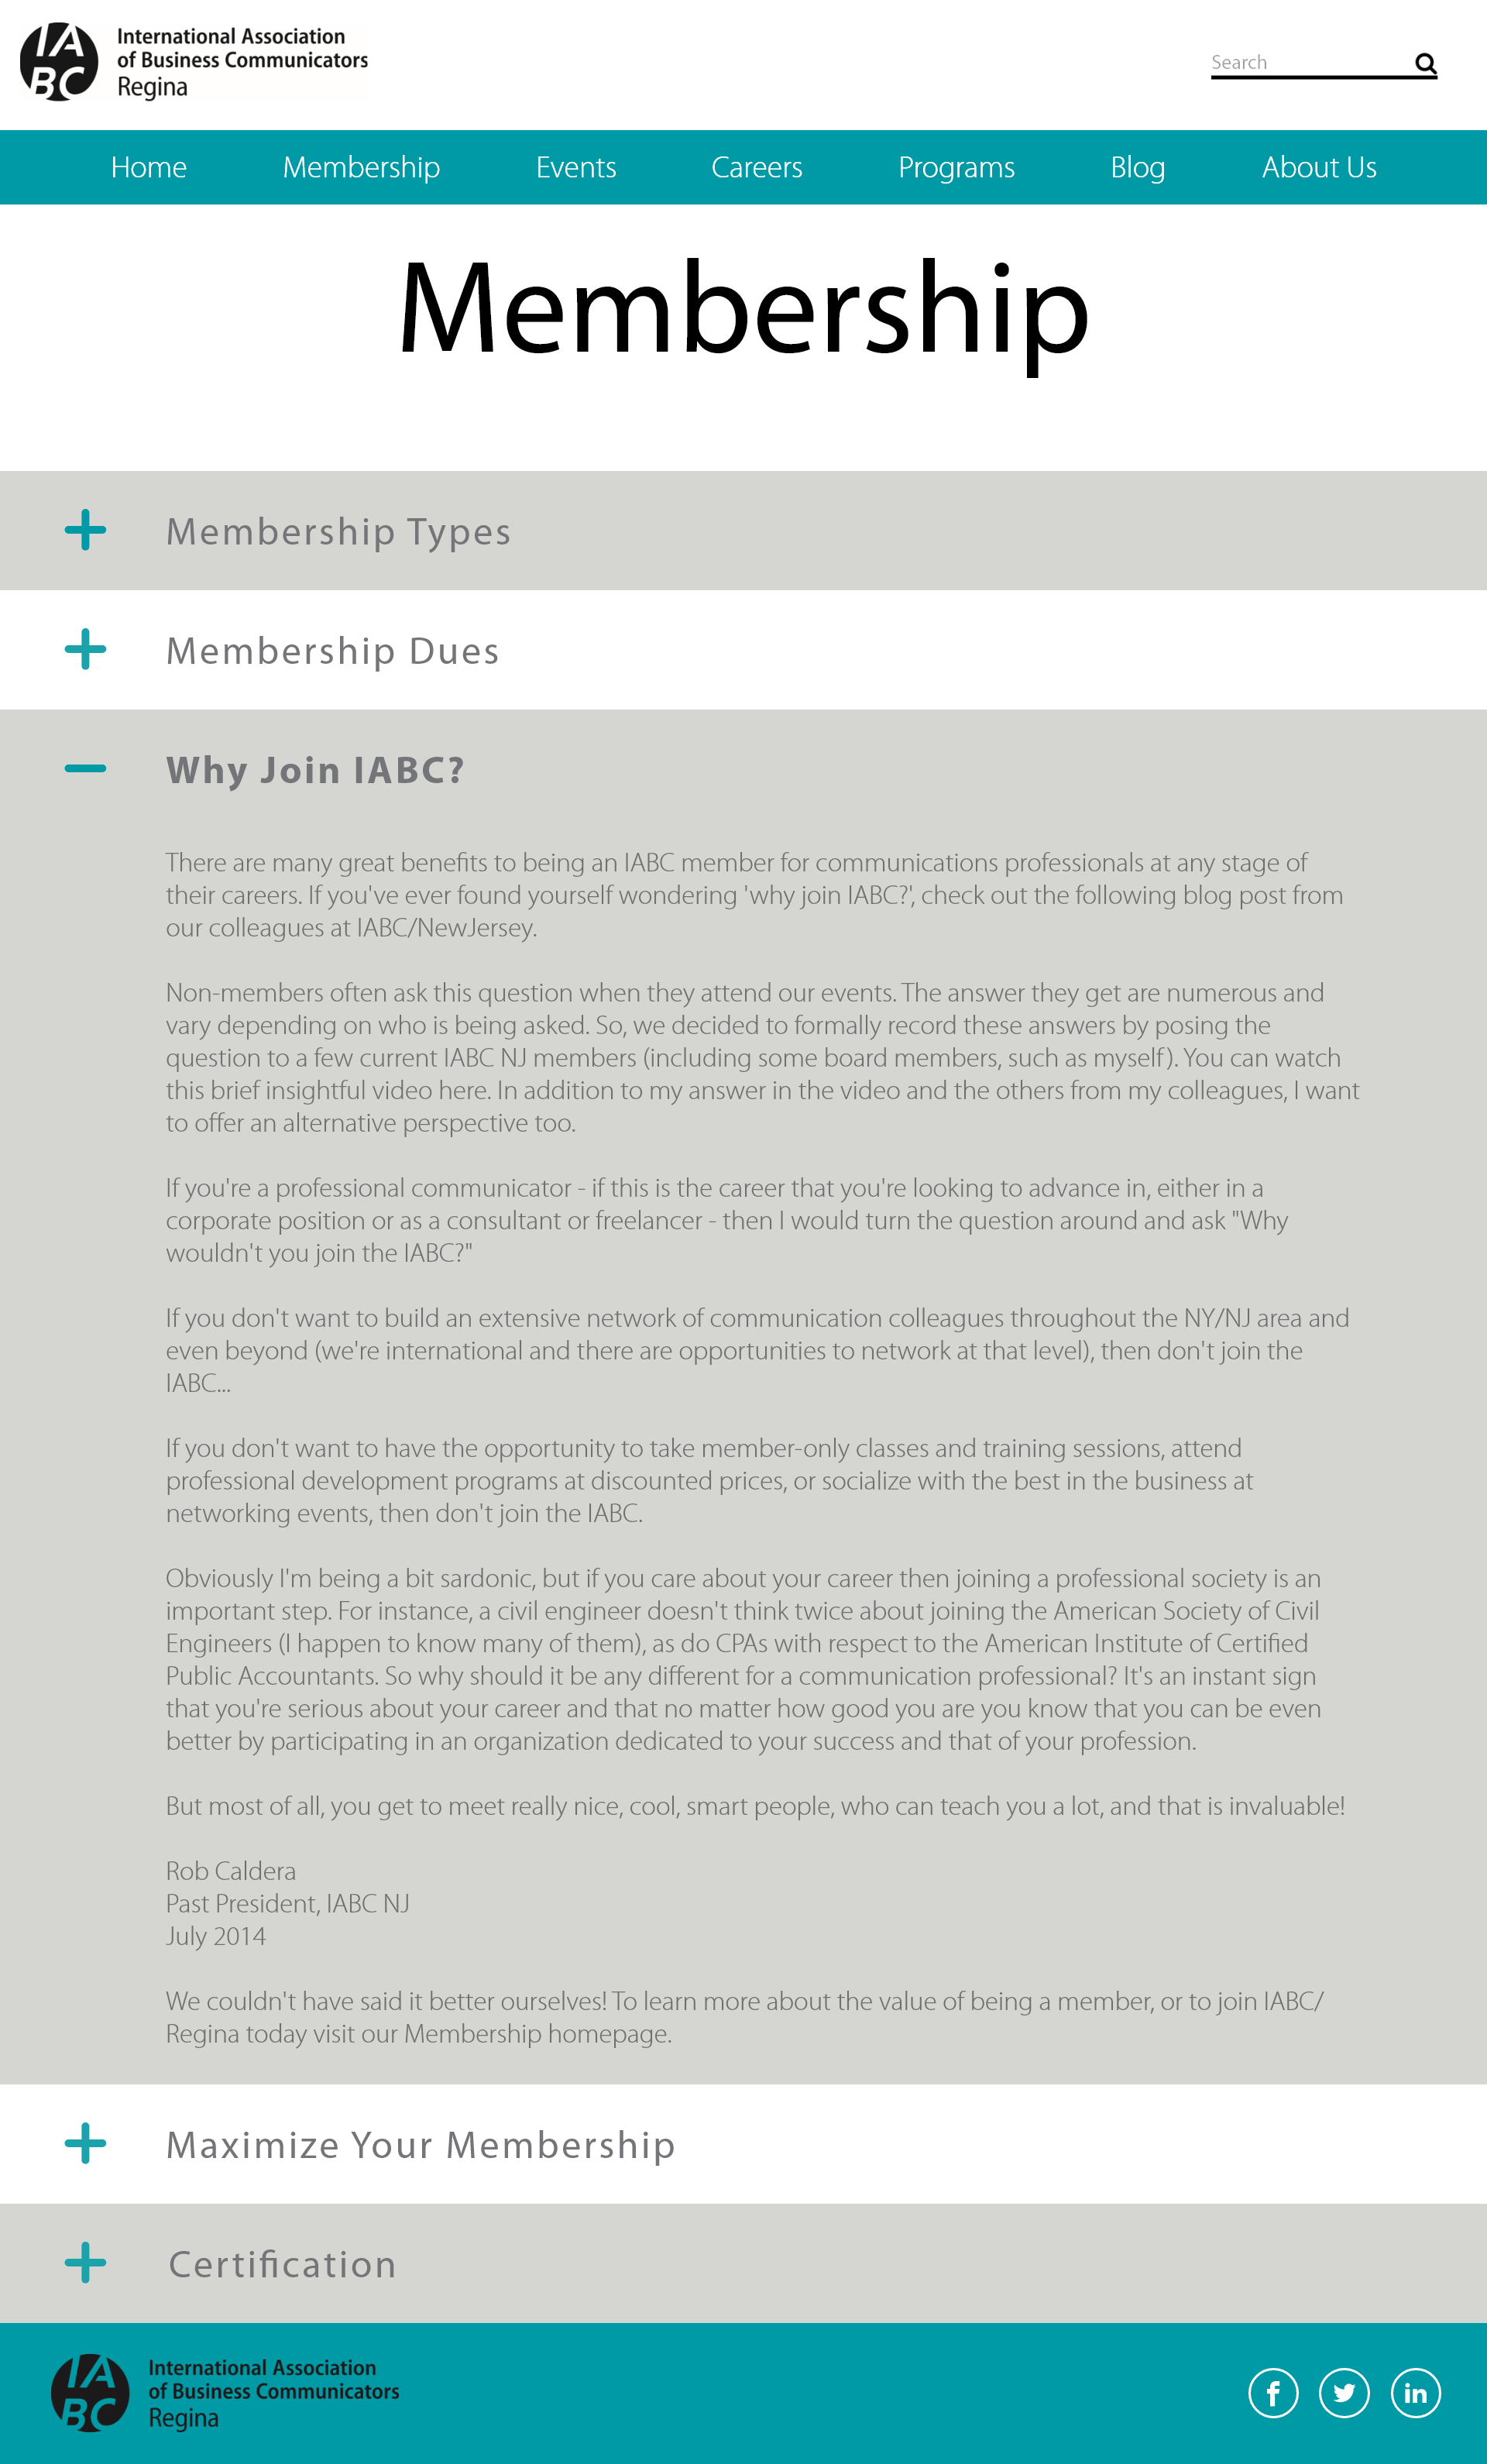 IABC
International Association
of Business Communicators
Regina
Search
Home Membership Events Careers Programs Blog About Us
Membership
Membership Types
Membership Dues
Why Join IABC?
There are many great benefits to being an IABC member for communications professionals at any stage of
their careers. If you've ever found yourself wondering 'why join IABC?', check out the following blog post from
our colleagues at IABC/NewJersey.
Non-members often ask this question when they attend our events. The answer they get are numerous and
vary depending on who is being asked. So, we decided to formally record these answers by posing the
question to a few current IABC NJ members (including some board members, such as myself). You can watch
this brief insightful video here. In addition to my answer in the video and the others from my colleagues, I want
to offer an alternative perspective too.
If you're a professional communicator - if this is the career that you're looking to advance in, either in a
corporate position or as a consultant or freelancer - then I would turn the question around and ask "Why
wouldn't you join the IABC?"
If you don't want to build an extensive network of communication colleagues throughout the NY/NJ area and
even beyond (we're international and there are opportunities to network at that level), then don't join the
IABC...
If you don't want to have the opportunity to take member-only classes and training sessions, attend
professional development programs at discounted prices, or socialize with the best in the business at
networking events, then don't join the IABC.
Obviously I'm being a bit sardonic, but if you care about your career then joining a professional society is an
important step. For instance, a civil engineer doesn't think twice about joining the American Society of Civil
Engineers (I happen to know many of them), as do CPAs with respect to the American Institute of Certified
Public Accountants. So why should it be any different for a communication professional? It's an instant sign
that you're serious about your career and that no matter how good you are you know that you can be even
better by participating in an organization dedicated to your success and that of your profession.
But most of all, you get to meet really nice, cool, smart people, who can teach you a lot, and that is invaluable!
Rob Caldera
Past President, IABC NJ
July 2014
We couldn't have said it better ourselves! To learn more about the value of being a member, or to join IABC/
Regina today visit our Membership homepage.
Maximize Your Membership
Certification
IABC
International Association
of Business Communicators
Regina
f in